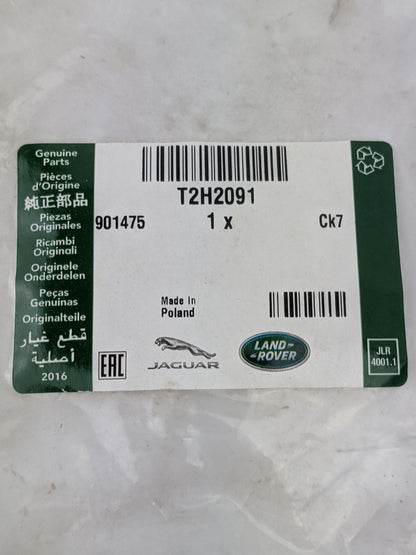 Genuine
Parts
Pièces
d'Origine
純正部品
Piezas
Originales
Ricambi
Originali
Originele
Onderdelen
Peças
Genuinas
Originalteile
قطع غيار
أصلية
2016
T2H2091
901475 1 x Ck7
Made In
Poland
EAC
JAGUAR
LAND
ROVER
JLR
4001.1